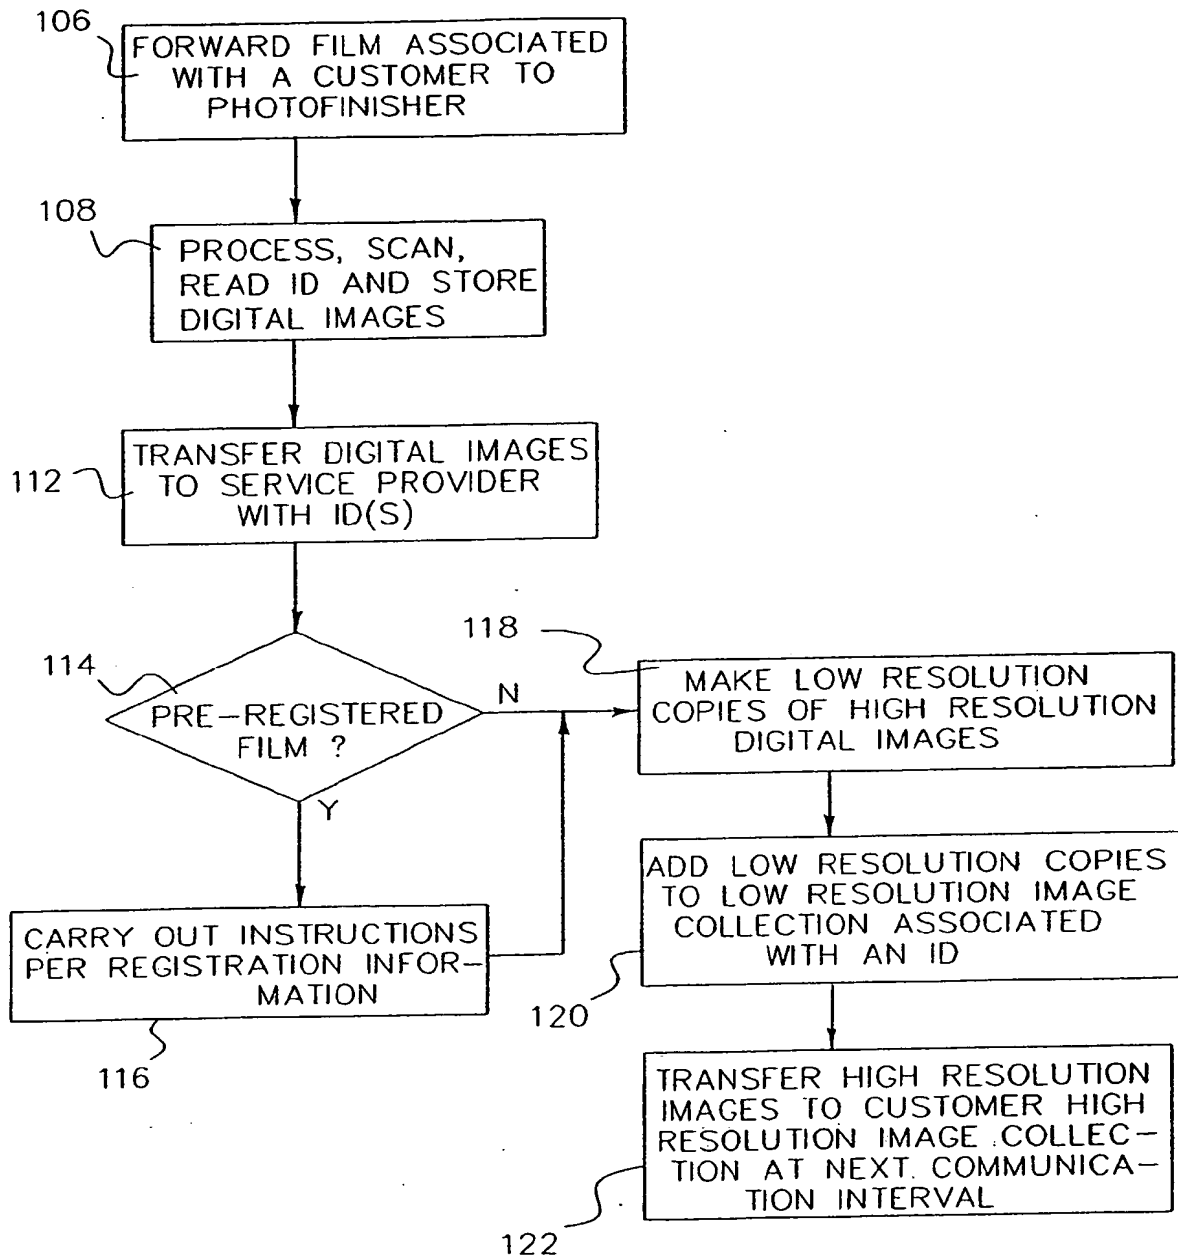 106
FORWARD FILM ASSOCIATED
WITH A CUSTOMER TO
PHOTOFINISHER
108
PROCESS, SCAN,
READ ID AND STORE
DIGITAL IMAGES
112
TRANSFER DIGITAL IMAGES
TO SERVICE PROVIDER
WITH ID(S)
114
PRE-REGISTERED
FILM ?
N
Y
CARRY OUT INSTRUCTIONS
PER REGISTRATION INFOR-
MATION
116
118
MAKE LOW RESOLUTION
COPIES OF HIGH RESOLUTION
DIGITAL IMAGES
ADD LOW RESOLUTION COPIES
TO LOW RESOLUTION IMAGE
COLLECTION ASSOCIATED
WITH AN ID
120
TRANSFER HIGH RESOLUTION
IMAGES TO CUSTOMER HIGH
RESOLUTION IMAGE COLLEC-
TION AT NEXT COMMUNICA-
TION INTERVAL
122